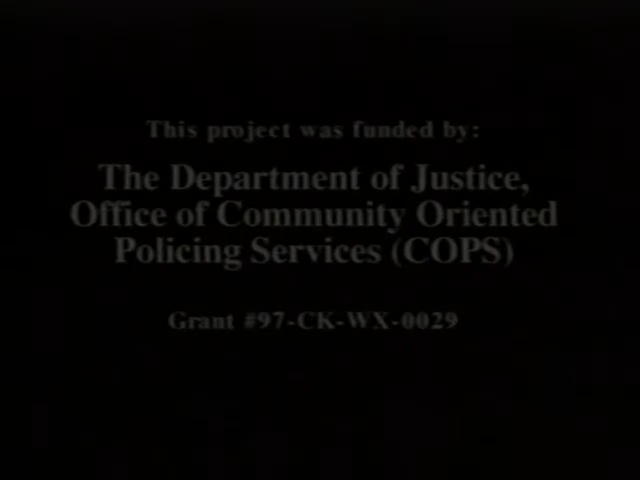 This project was funded by:
The Department of Justice,
Office of Community Oriented
Policing Services (COPS)
Grant #97-CK-WX-0029